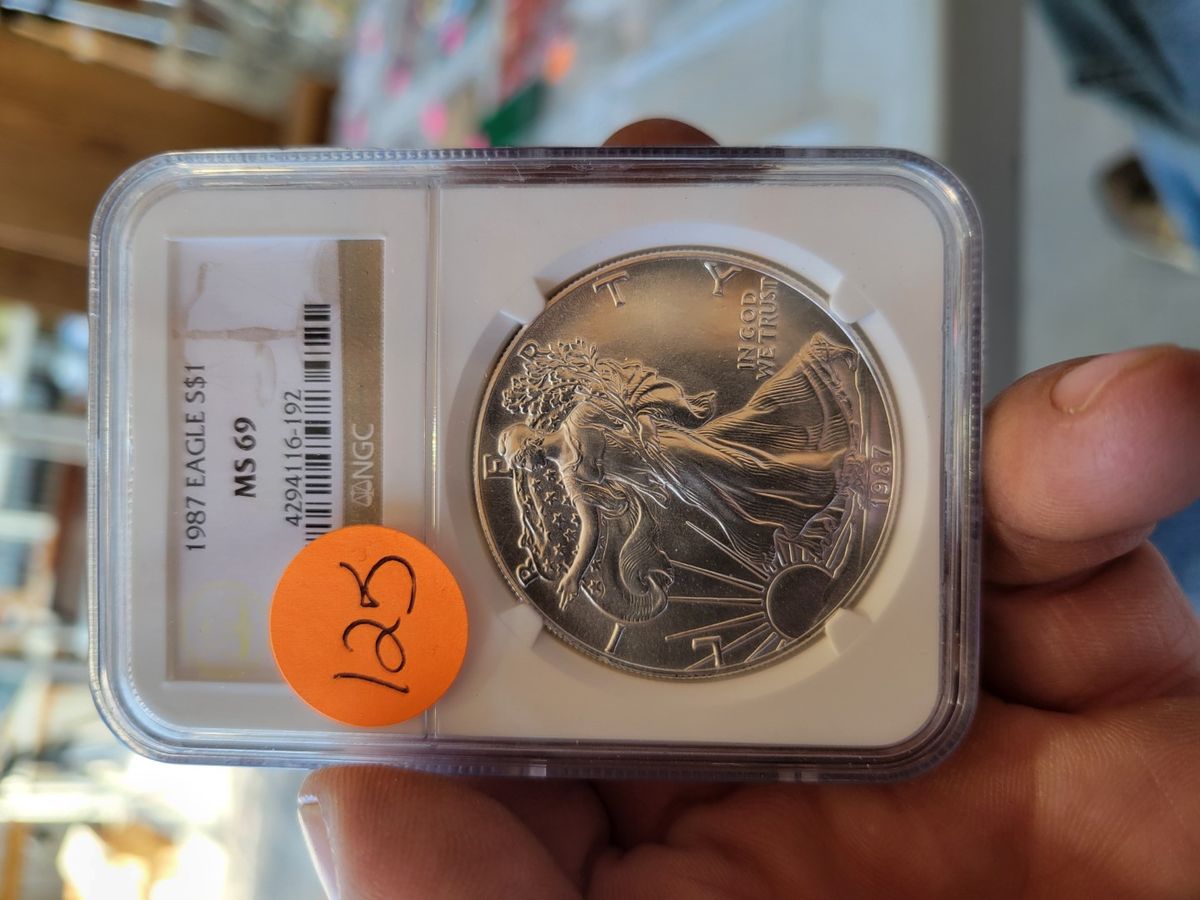 1987 EAGLE S$1
MS 69
4294116-192
NGC
125
LIBERTY
IN GOD
WE TRUST
1987